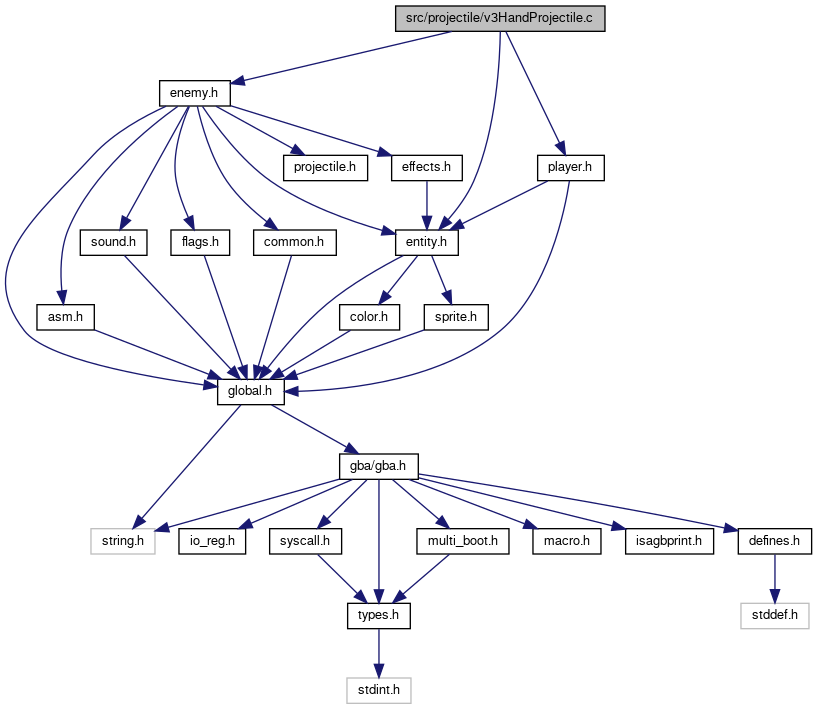 src/projectile/v3HandProjectile.c
enemy.h
projectile.h
effects.h
player.h
sound.h
flags.h
common.h
entity.h
asm.h
color.h
sprite.h
global.h
gba/gba.h
string.h
io_reg.h
syscall.h
multi_boot.h
macro.h
isagbprint.h
defines.h
types.h
stddef.h
stdint.h